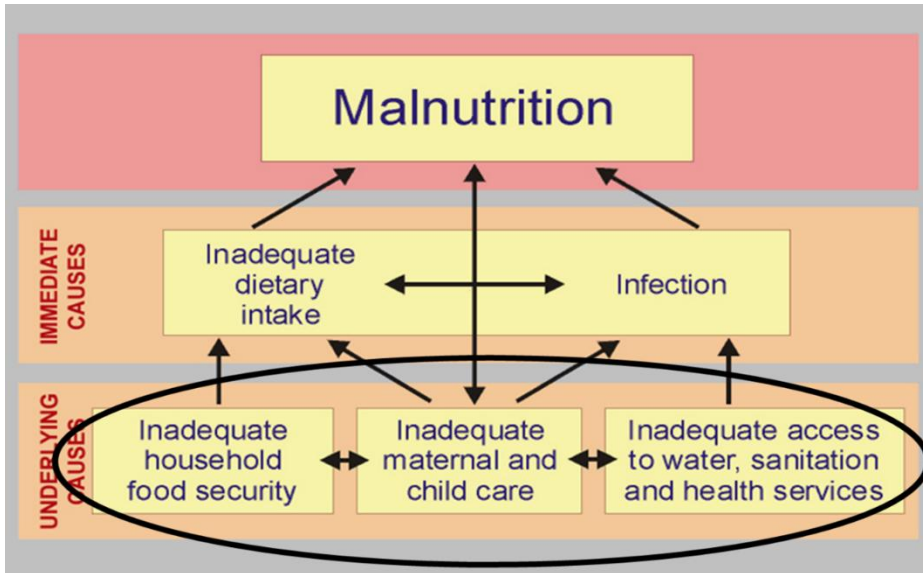 Malnutrition
IMMEDIATE
CAUSES
Inadequate
dietary
intake
Infection
UNDERLYING
CAUSES
Inadequate
household
food security
Inadequate
maternal and
child care
Inadequate access
to water, sanitation
and health services